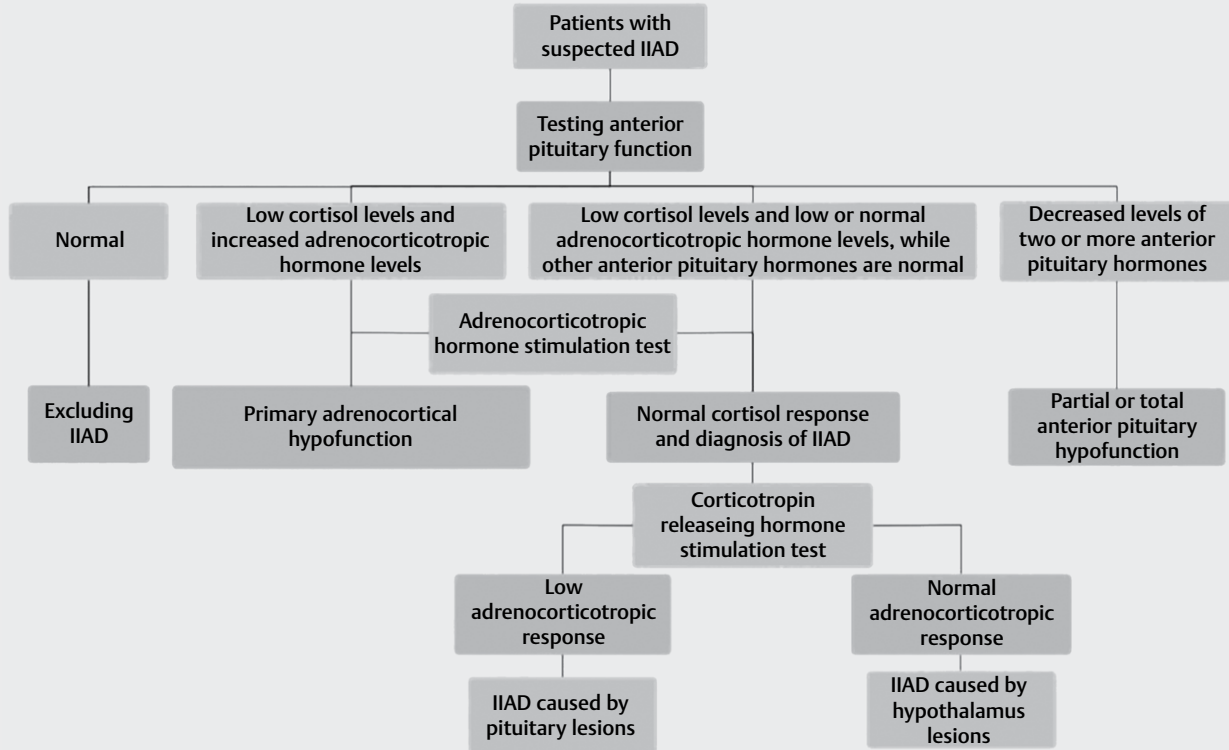 Patients with
suspected IIAD
Testing anterior
pituitary function
Normal
Low cortisol levels and
increased adrenocorticotropic
hormone levels
Low cortisol levels and low or normal
adrenocorticotropic hormone levels, while
other anterior pituitary hormones are normal
Decreased levels of
two or more anterior
pituitary hormones
Adrenocorticotropic
hormone stimulation test
Excluding
IIAD
Primary adrenocortical
hypofunction
Normal cortisol response
and diagnosis of IIAD
Partial or total
anterior pituitary
hypofunction
Corticotropin
releaseing hormone
stimulation test
Low
adrenocorticotropic
response
Normal
adrenocorticotropic
response
IIAD caused by
pituitary lesions
IIAD caused by
hypothalamus
lesions